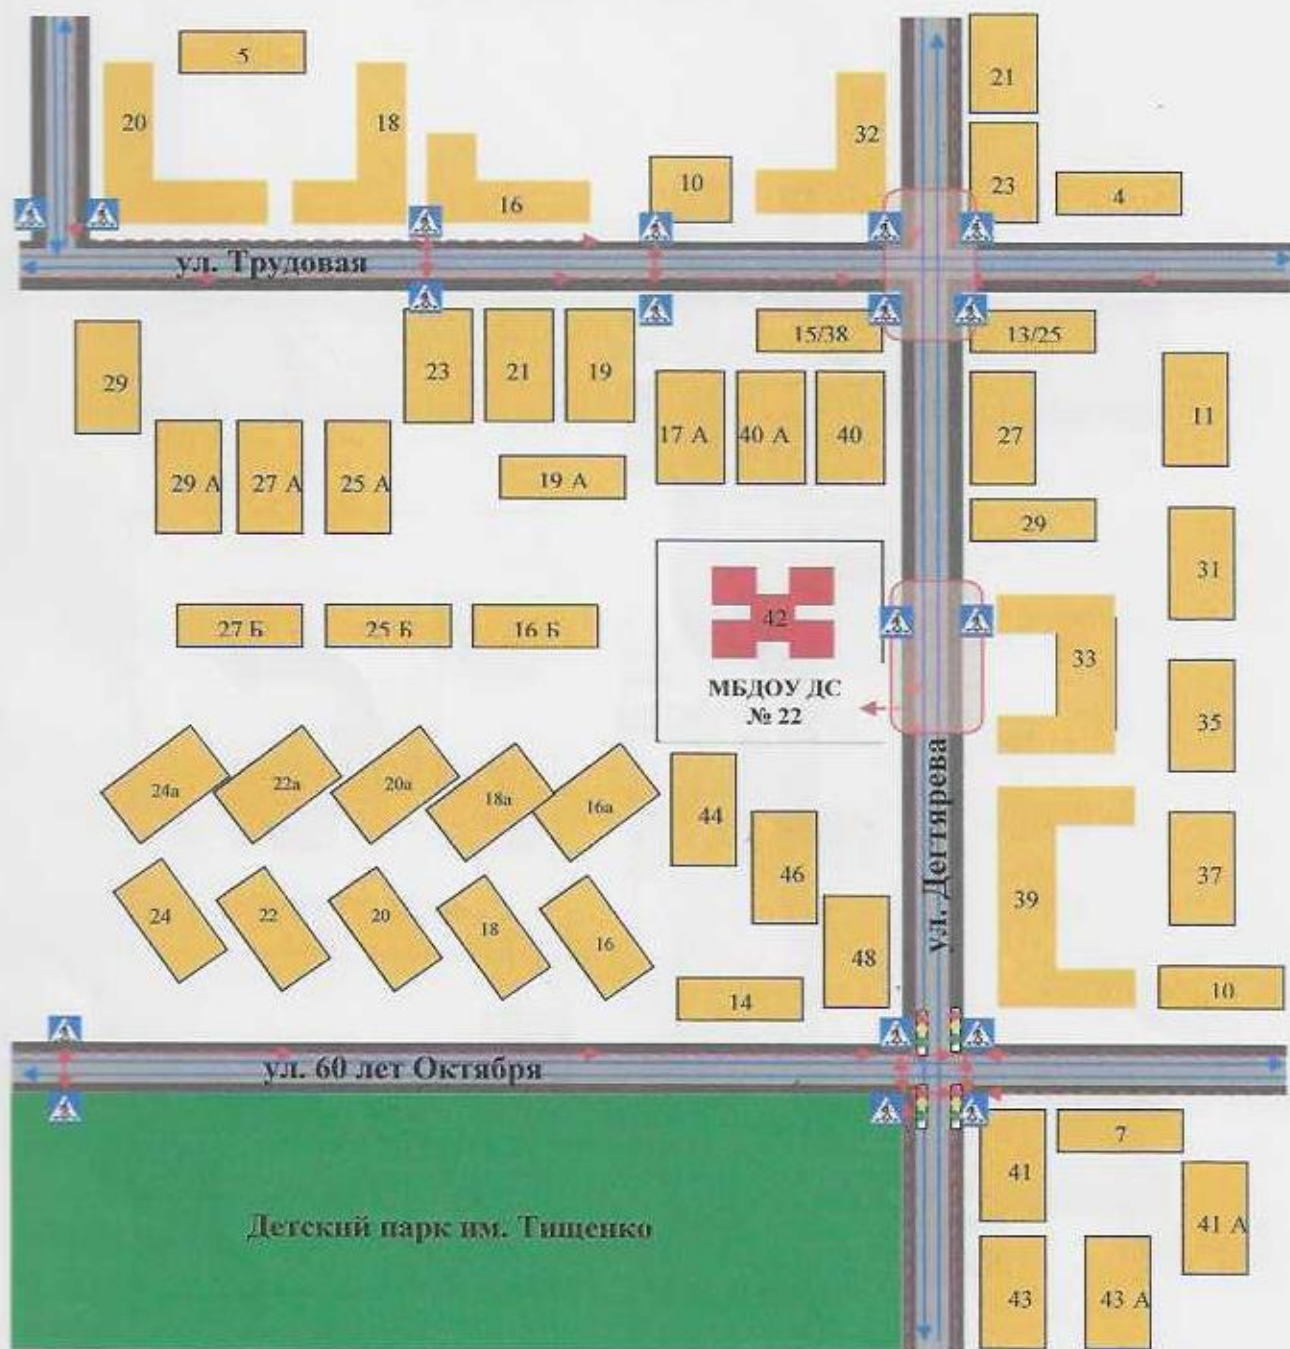 5
20
18
16
10
32
21
23
4
ул. Трудовая
29
23
21
19
15/38
13/25
17 А
40 А
40
27
11
29 А
27 А
25 А
19 А
29
31
27 Б
25 Б
16 Б
42
МБДОУ ДС
№ 22
33
35
24а
22а
20а
18а
16а
44
46
48
ул. Дегтярева
39
37
24
22
20
18
16
14
10
ул. 60 лет Октября
Детский парк им. Тищенко
41
7
41 А
43
43 А